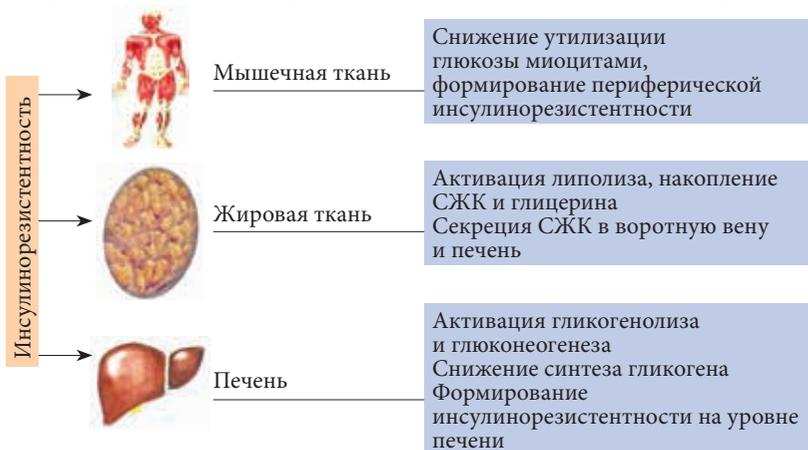 Инсулинорезистентность
Мышечная ткань
Снижение утилизации
глюкозы миоцитами,
формирование периферической
инсулинорезистентности
Жировая ткань
Активация липолиза, накопление
СЖК и глицерина
Секреция СЖК в воротную вену
и печень
Печень
Активация гликогенолиза
и глюконеогенеза
Снижение синтеза гликогена
Формирование
инсулинорезистентности на уровне
печени